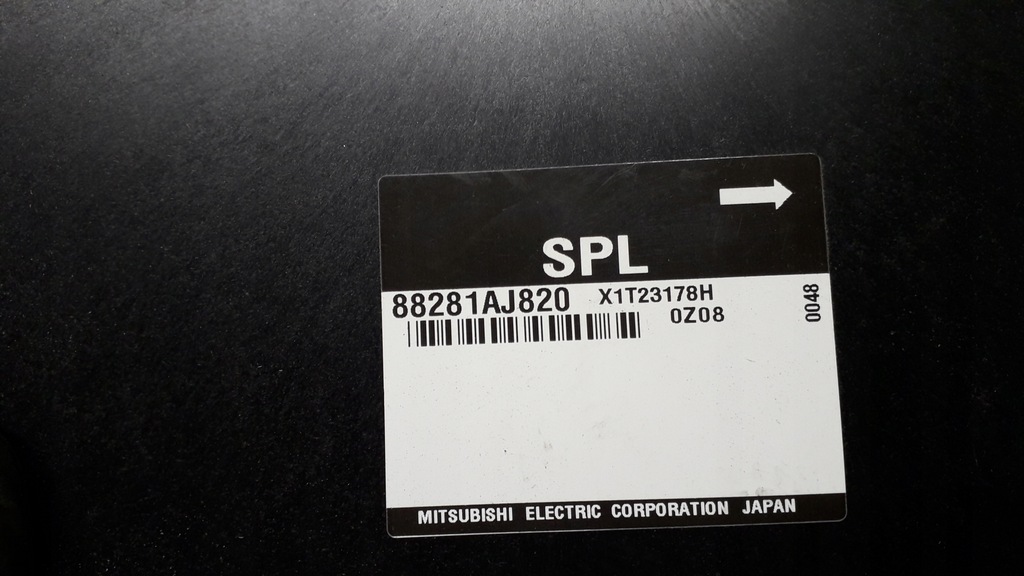 SPL
88281AJ820 X1T23178H
0Z08
0048
MITSUBISHI ELECTRIC CORPORATION JAPAN